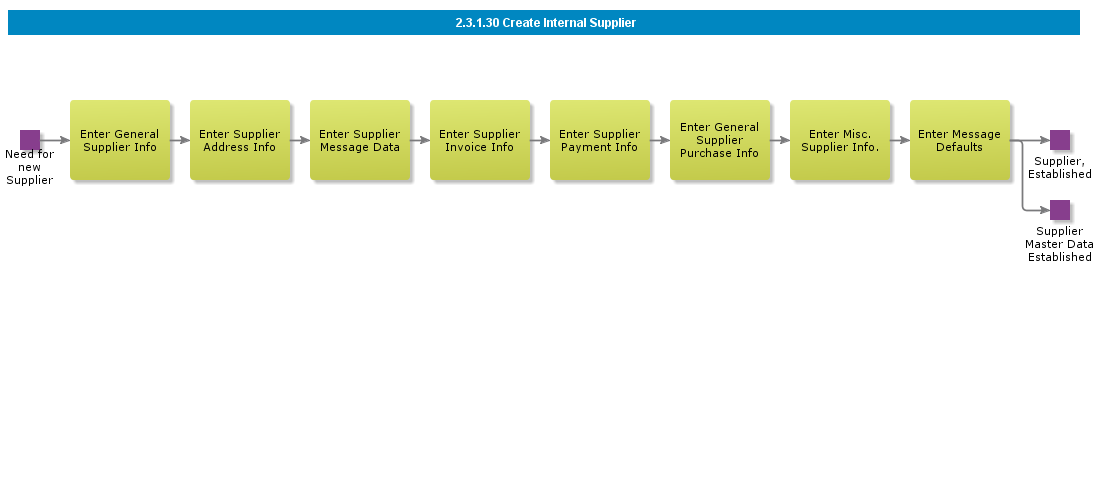 2.3.1.30 Create Internal Supplier
Need for
new
Supplier
Enter General
Supplier Info
Enter Supplier
Address Info
Enter Supplier
Message Data
Enter Supplier
Invoice Info
Enter Supplier
Payment Info
Enter General
Supplier
Purchase Info
Enter Misc.
Supplier Info.
Enter Message
Defaults
Supplier,
Established
Supplier
Master Data
Established